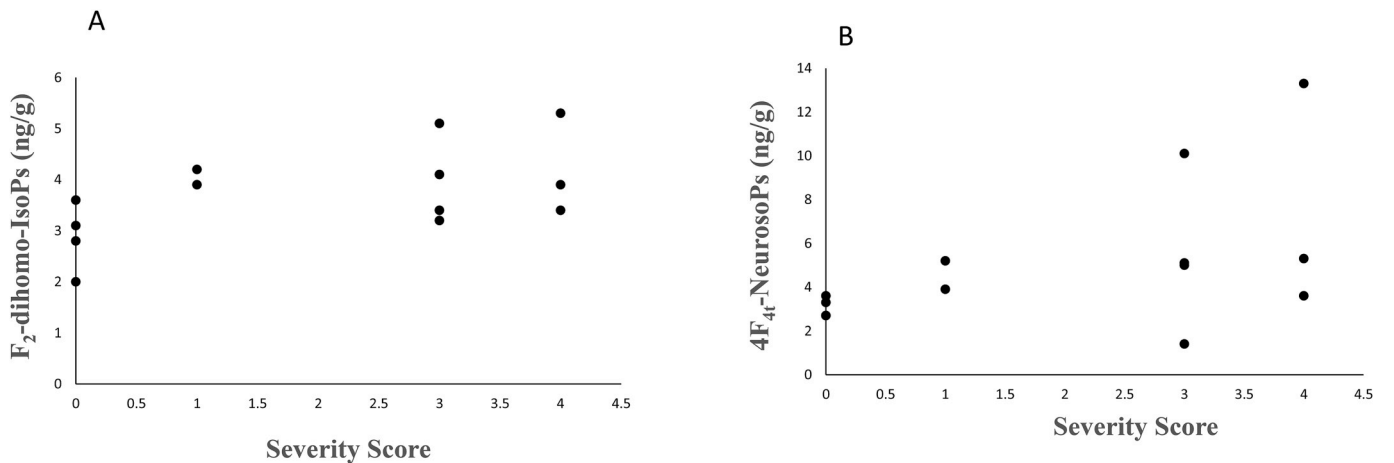 A
F₂-dihomo-IsoPs (ng/g)
6
5
4
3
2
1
0
0 0.5 1 1.5 2 2.5 3 3.5 4 4.5
Severity Score
B
4F₄ₜ-NeurosoPs (ng/g)
14
12
10
8
6
4
2
0
0 0.5 1 1.5 2 2.5 3 3.5 4 4.5
Severity Score